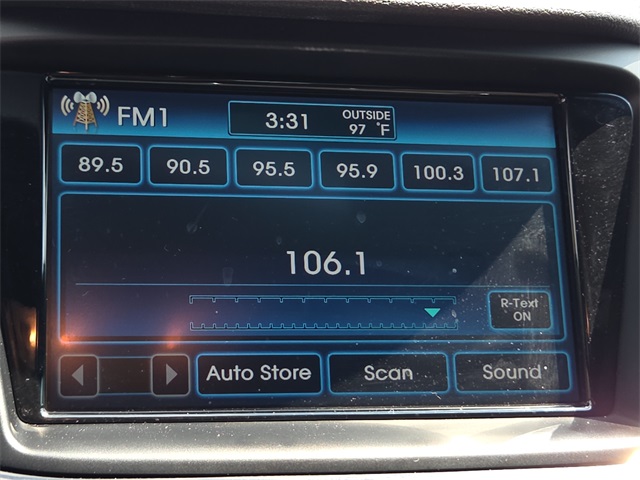 FM1
3:31 OUTSIDE
97 °F
89.5 90.5 95.5 95.9 100.3 107.1
106.1
R-Text
ON
Auto Store Scan Sound